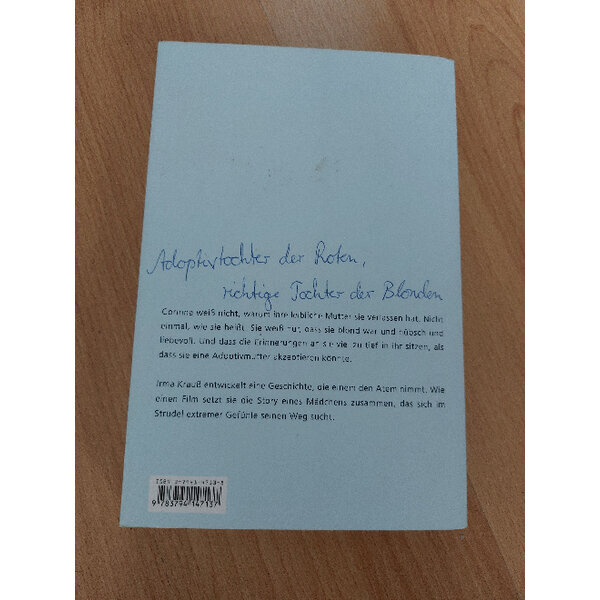 Adoptivtochter der Roten,
richtige Tochter der Blonden
Corinna weiß nicht, warum ihre leibliche Mutter sie verlassen hat. Nicht
einmal, wie sie heißt. Sie weiß nur, dass sie blond war und hübsch und
liebevoll. Und dass die Erinnerungen an sie viel zu tief in ihr sitzen, als
dass sie eine Adoptivmutter akzeptieren könnte.
Irma Krauß entwickelt eine Geschichte, die einem den Atem nimmt. Wie
einen Film setzt sie die Story eines Mädchens zusammen, das sich im
Strudel extremer Gefühle seinen Weg sucht.
ISBN
9 783794 147137